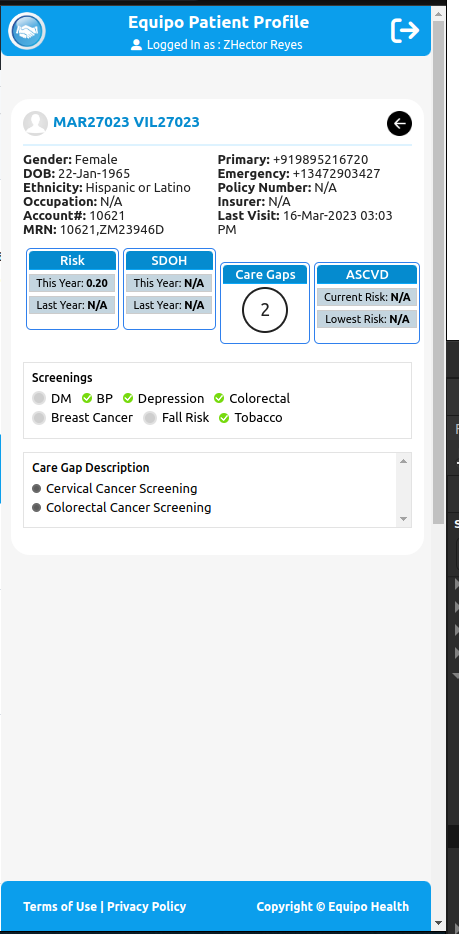 Equipo Patient Profile
Logged In as : ZHector Reyes
MAR27023 VIL27023
Gender: Female
DOB: 22-Jan-1965
Ethnicity: Hispanic or Latino
Occupation: N/A
Account#: 10621
MRN: 10621,ZM23946D
Primary: +919895216720
Emergency: +13472903427
Policy Number: N/A
Insurer: N/A
Last Visit: 16-Mar-2023 03:03
PM
Risk
This Year: 0.20
Last Year: N/A
SDOH
This Year: N/A
Last Year: N/A
Care Gaps
2
ASCVD
Current Risk: N/A
Lowest Risk: N/A
Screenings
DM BP Depression Colorectal
Breast Cancer Fall Risk Tobacco
Care Gap Description
Cervical Cancer Screening
Colorectal Cancer Screening
Terms of Use | Privacy Policy
Copyright © Equipo Health